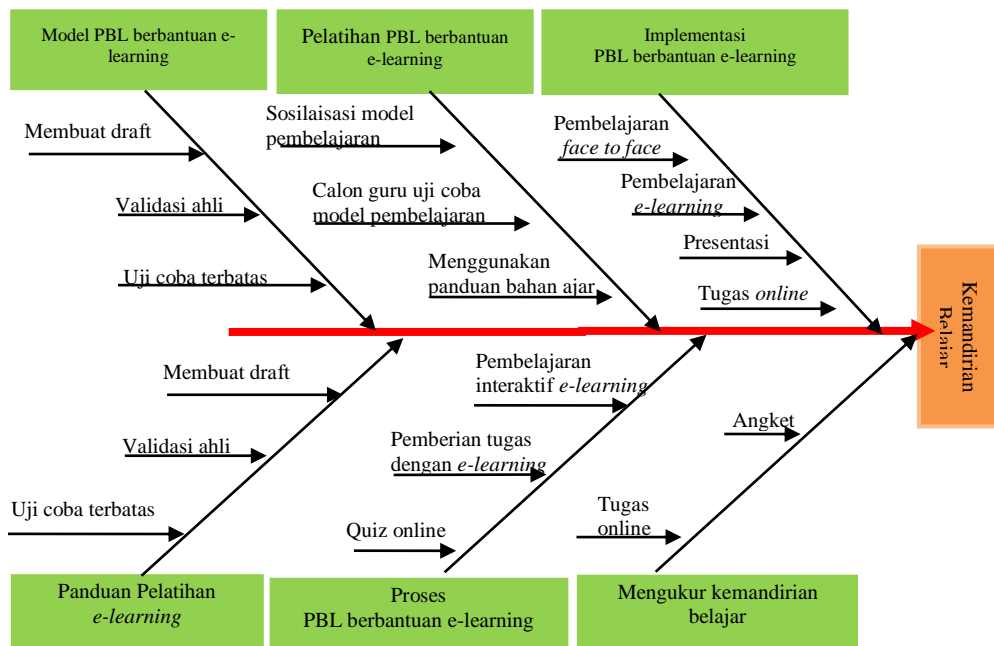 Model PBL berbantuan e-
learning
Pelatihan PBL berbantuan
e-learning
Implementasi
PBL berbantuan e-learning
Membuat draft
Validasi ahli
Uji coba terbatas
Sosilaisasi model
pembelajaran
Calon guru uji coba
model pembelajaran
Menggunakan
panduan bahan ajar
Pembelajaran
face to face
Pembelajaran
e-learning
Presentasi
Tugas online
Kemandirian
Belajar
Membuat draft
Validasi ahli
Uji coba terbatas
Pembelajaran
interaktif e-learning
Pemberian tugas
dengan e-learning
Quiz online
Angket
Tugas
online
Panduan Pelatihan
e-learning
Proses
PBL berbantuan e-learning
Mengukur kemandirian
belajar